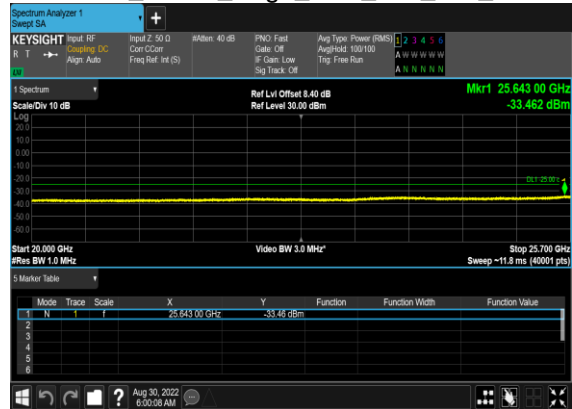 Spectrum Analyzer 1
Swept SA
+
KEYSIGHT
R T
Input: RF
Coupling: DC
Align: Auto
Input Z: 50 Ω
Corr CCorr
Freq Ref: Int (S)
#Atten: 40 dB
PNO: Fast
Gate: Off
IF Gain: Low
Sig Track: Off
Avg Type: Power (RMS)
Avg|Hold: 100/100
Trig: Free Run
1 2 3 4 5 6
A W W W W W
A N N N N N
1 Spectrum
Scale/Div 10 dB
Ref Lvl Offset 8.40 dB
Ref Level 30.00 dBm
Mkr1 25.643 00 GHz
-33.462 dBm
Log
20.0
10.0
0.00
-10.0
-20.0
-30.0
-40.0
-50.0
-60.0
DL1 -25.00
1
Start 20.000 GHz
#Res BW 1.0 MHz
Video BW 3.0 MHz*
Stop 25.700 GHz
Sweep ~11.8 ms (40001 pts)
5 Marker Table
Mode Trace Scale X Y Function Function Width Function Value
1 N 1 f 25.643 00 GHz -33.46 dBm
2
3
4
5
6
?
Aug 30, 2022
6:00:08 AM